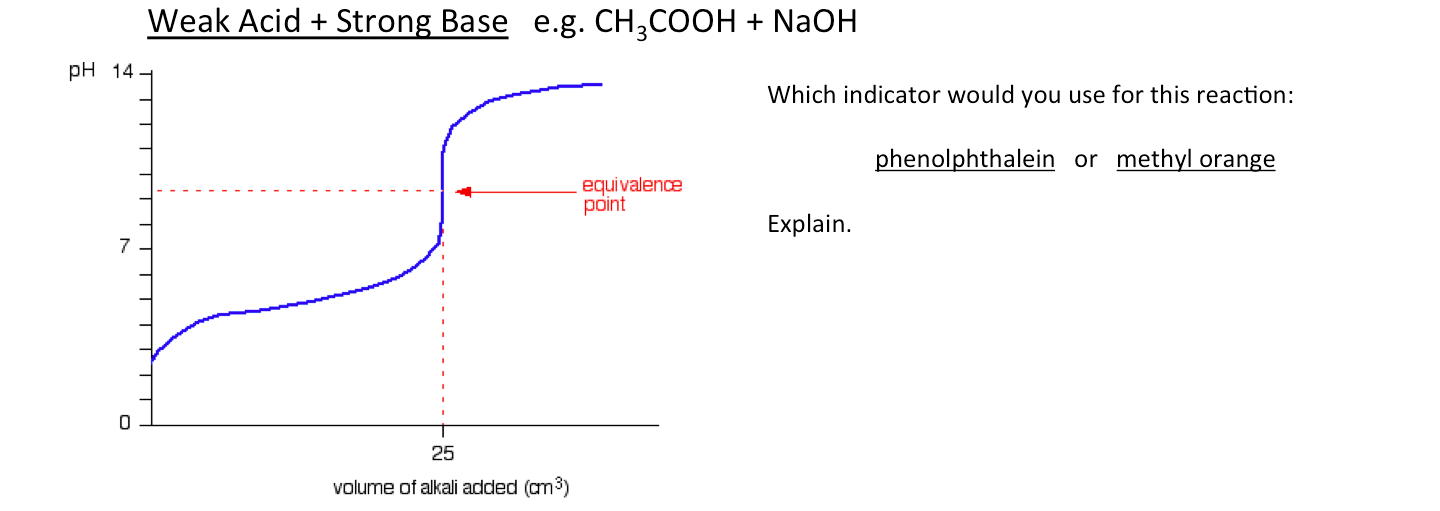 Weak Acid + Strong Base e.g. CH₃COOH + NaOH
pH 14
7
0
25
volume of alkali added (cm³)
equivalence
point
Which indicator would you use for this reaction:
phenolphthalein or methyl orange
Explain.